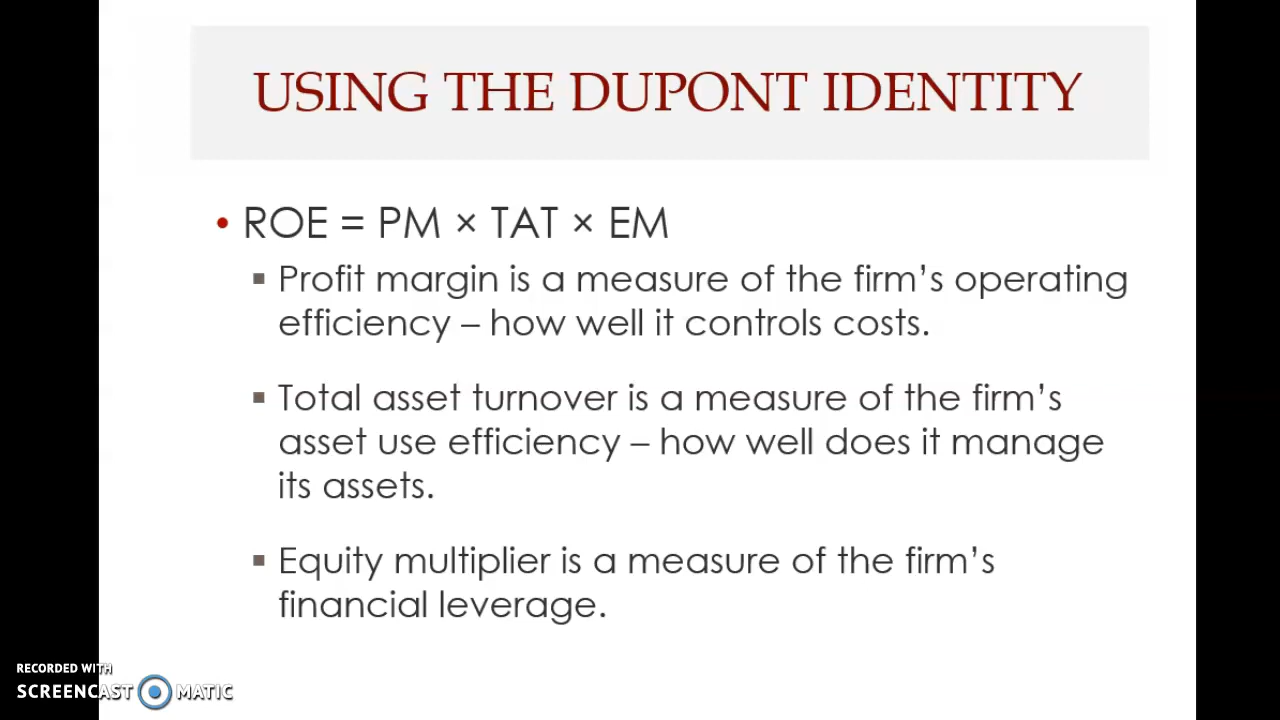 USING THE DUPONT IDENTITY
• ROE = PM × TAT × EM
▪ Profit margin is a measure of the firm’s operating
efficiency – how well it controls costs.
▪ Total asset turnover is a measure of the firm’s
asset use efficiency – how well does it manage
its assets.
▪ Equity multiplier is a measure of the firm’s
financial leverage.
RECORDED WITH
SCREENCAST MATIC